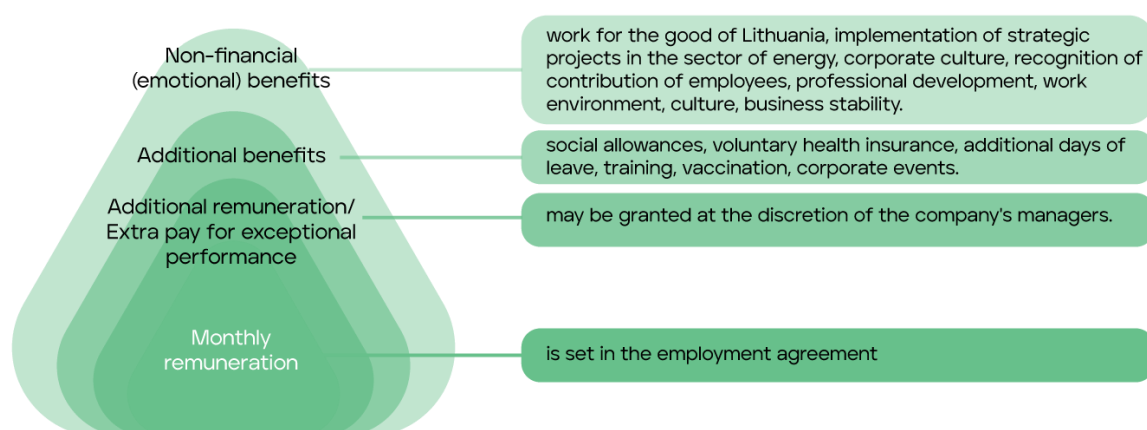 Non-financial
(emotional) benefits
work for the good of Lithuania, implementation of strategic
projects in the sector of energy, corporate culture, recognition of
contribution of employees, professional development, work
environment, culture, business stability.
Additional benefits
social allowances, voluntary health insurance, additional days of
leave, training, vaccination, corporate events.
Additional remuneration/
Extra pay for exceptional
performance
may be granted at the discretion of the company's managers.
Monthly
remuneration
is set in the employment agreement